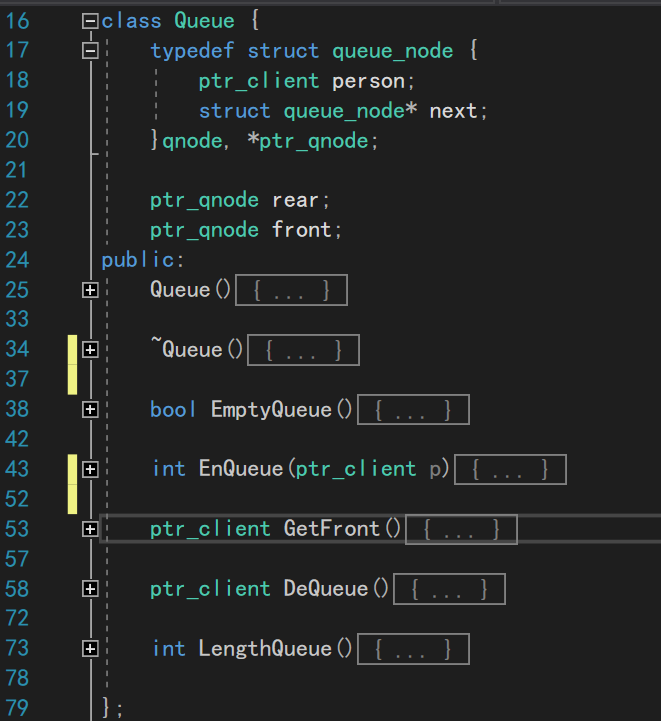 16 class Queue {
17 typedef struct queue_node {
18 ptr_client person;
19 struct queue_node* next;
20 }qnode, *ptr_qnode;
21
22 ptr_qnode rear;
23 ptr_qnode front;
24 public:
25 Queue(){ ... }
33
34 ~Queue(){ ... }
37
38 bool EmptyQueue(){ ... }
42
43 int EnQueue(ptr_client p){ ... }
52
53 ptr_client GetFront(){ ... }
57
58 ptr_client DeQueue(){ ... }
72
73 int LengthQueue(){ ... }
78
79 };